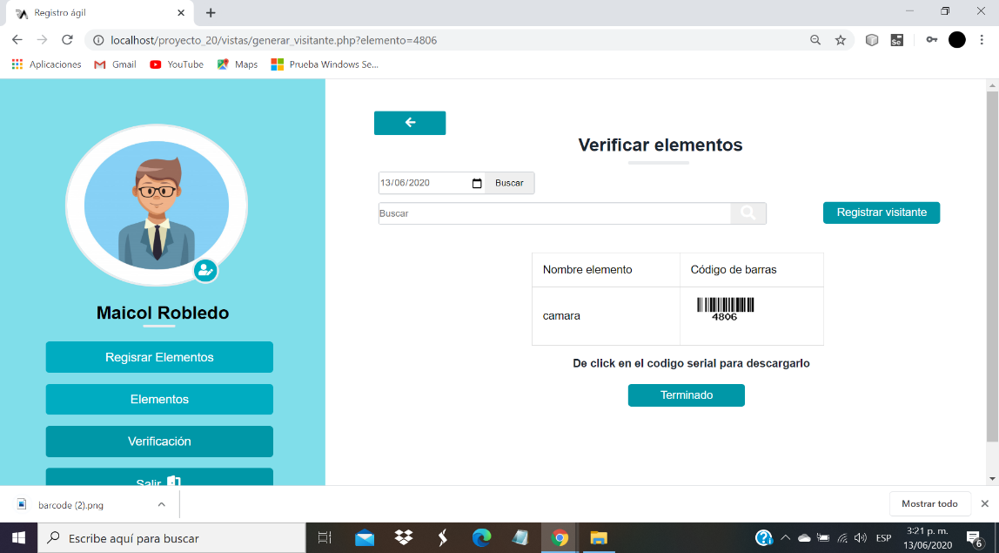 Registro ágil
localhost/proyecto_20/vistas/generar_visitante.php?elemento=4806
Se
Aplicaciones
Gmail
YouTube
Maps
Prueba Windows Se...
Verificar elementos
13/06/2020
Buscar
Buscar
Registrar visitante
Nombre elemento
Código de barras
camara
4806
De click en el codigo serial para descargarlo
Terminado
Maicol Robledo
Regisrar Elementos
Elementos
Verificación
Salir
barcode (2).png
Mostrar todo
Escribe aquí para buscar
ESP
3:21 p. m.
13/06/2020
6